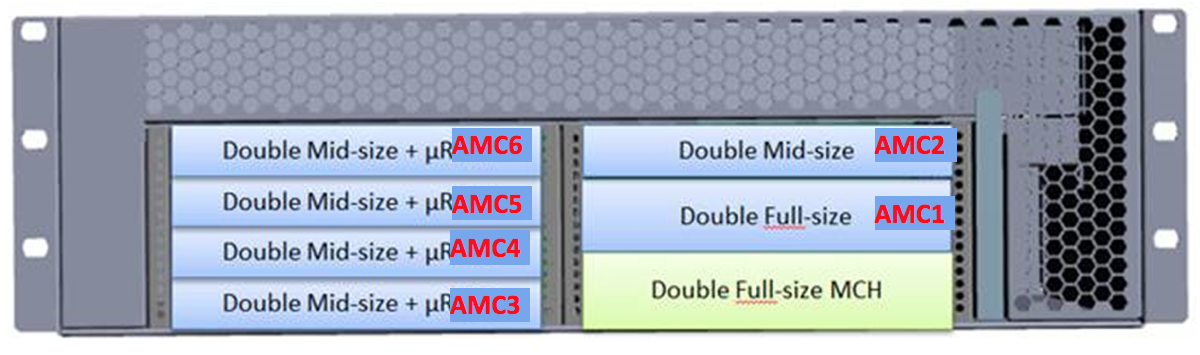 Double Mid-size + μR AMC6
Double Mid-size + μR AMC5
Double Mid-size + μR AMC4
Double Mid-size + μR AMC3
Double Mid-size AMC2
Double Full-size AMC1
Double Full-size MCH